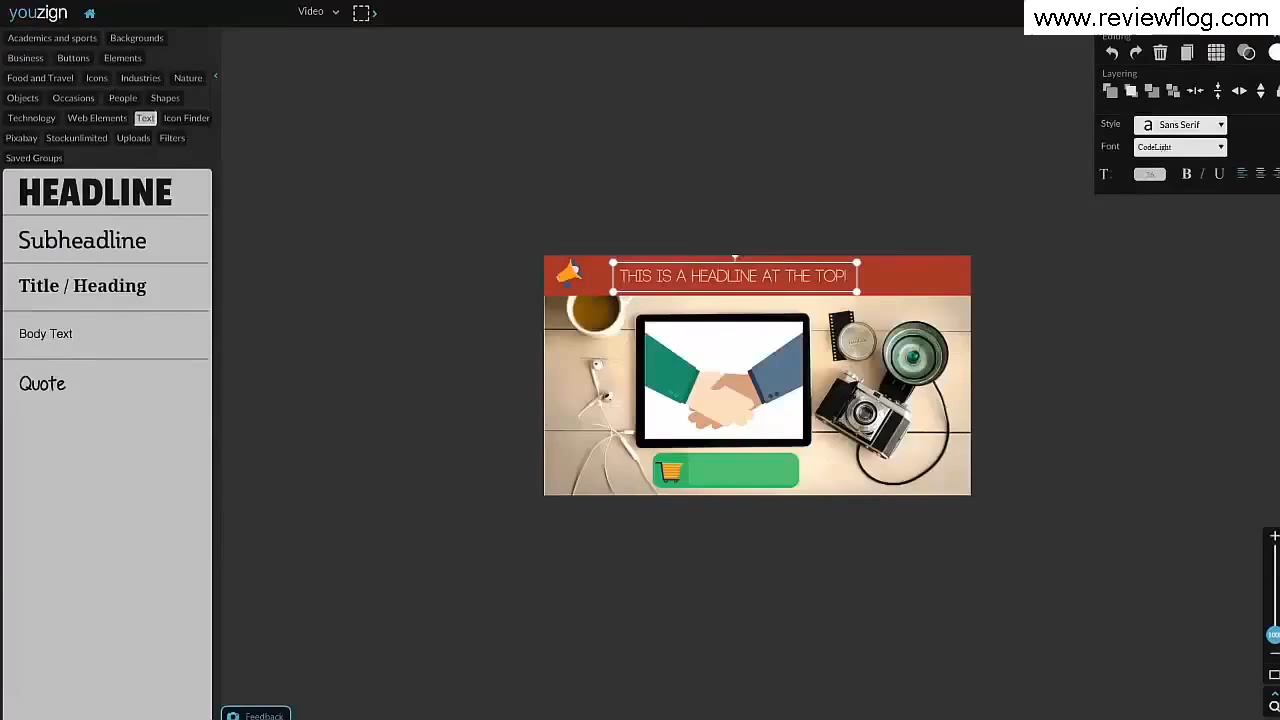 youzign
Video
www.reviewflog.com
Academics and sports Backgrounds
Business Buttons Elements
Food and Travel Icons Industries Nature
Objects Occasions People Shapes
Technology Web Elements Text Icon Finder
Pixabay Stockunlimited Uploads Filters
Saved Groups
HEADLINE
Subheadline
Title / Heading
Body Text
Quote
THIS IS A HEADLINE AT THE TOP!
Editing
Layering
Style a Sans Serif
Font CodeLight
T B / U
Feedback